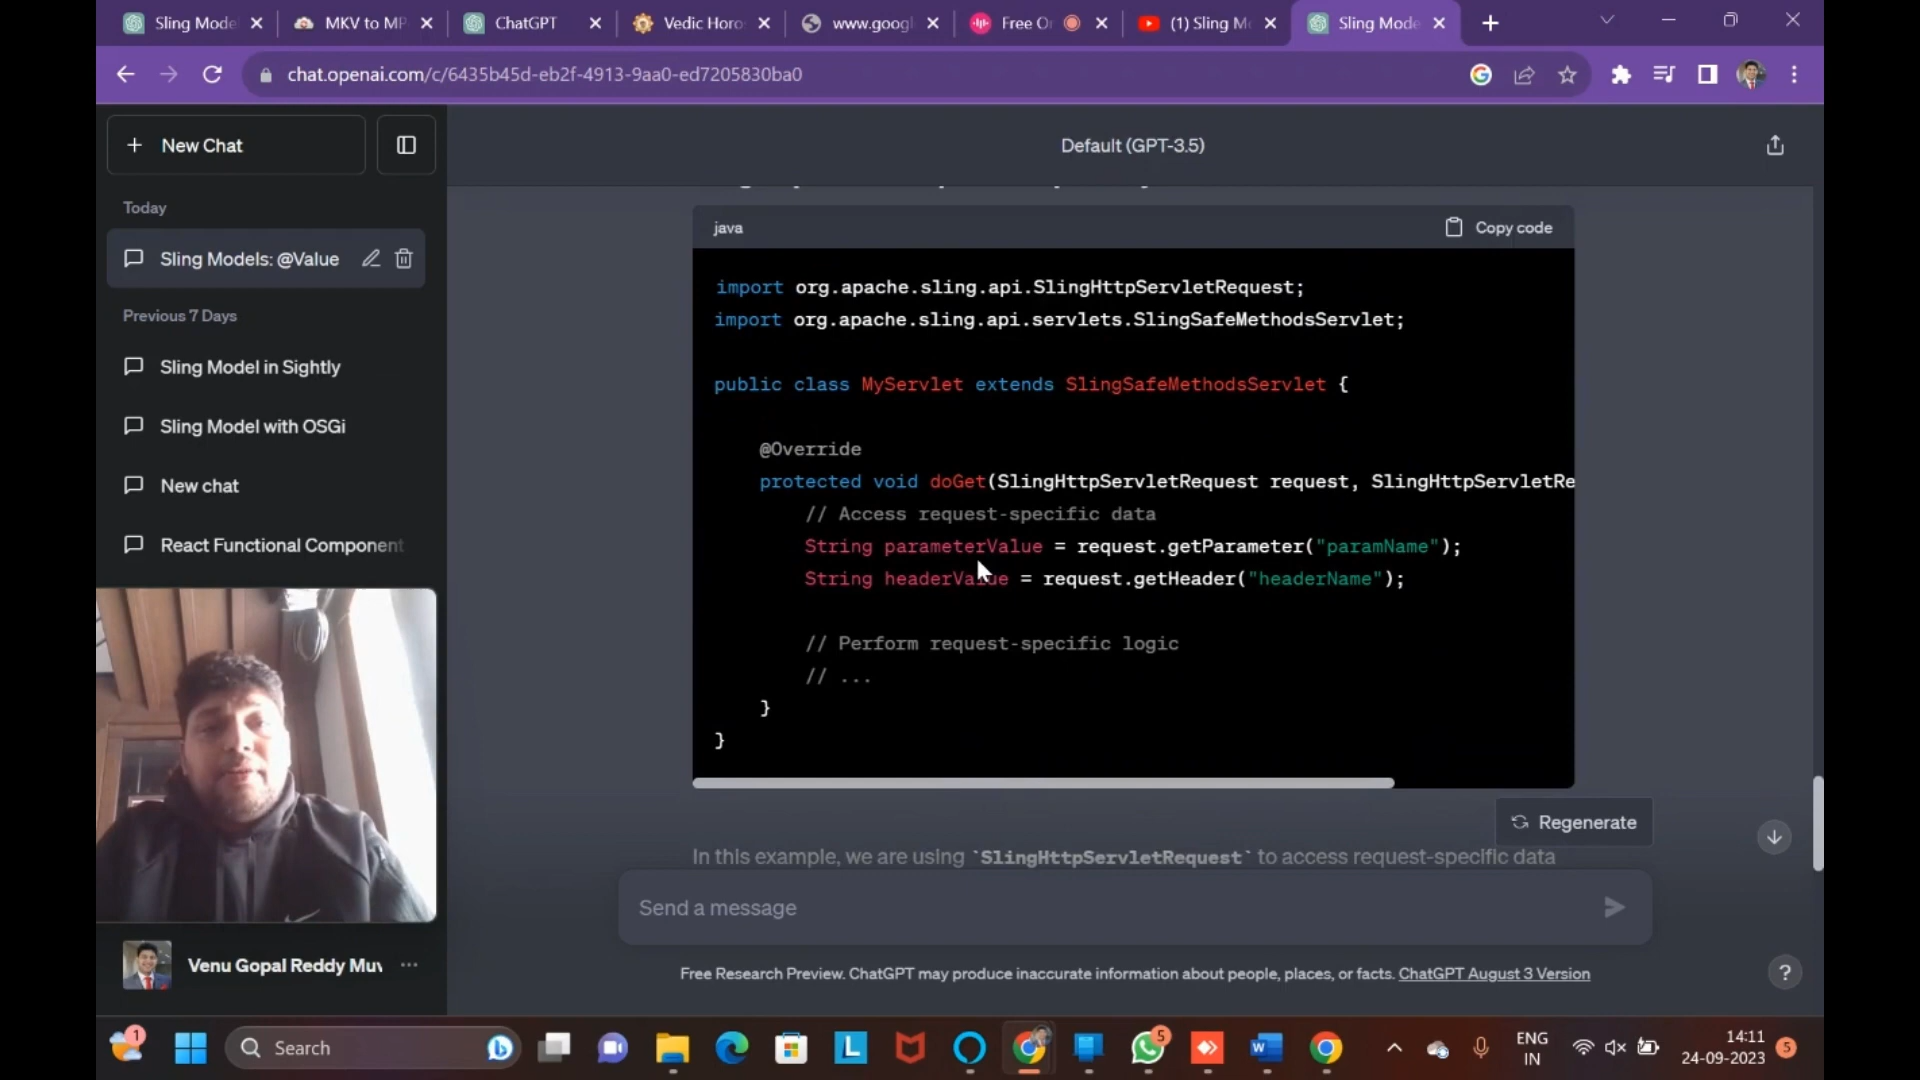 Sling Mode
MKV to MP
ChatGPT
Vedic Horo
www.googl
Free O
(1) Sling M
Sling Mode
chat.openai.com/c/6435b45d-eb2f-4913-9aa0-ed7205830ba0
New Chat
Default (GPT-3.5)
Today
Sling Models: @Value
Previous 7 Days
Sling Model in Sightly
Sling Model with OSGi
New chat
React Functional Component
Venu Gopal Reddy Muv
java
Copy code
import org.apache.sling.api.SlingHttpServletRequest;
import org.apache.sling.api.servlets.SlingSafeMethodsServlet;
public class MyServlet extends SlingSafeMethodsServlet {
@Override
protected void doGet(SlingHttpServletRequest request, SlingHttpServletRe
// Access request-specific data
String parameterValue = request.getParameter("paramName");
String headerValue = request.getHeader("headerName");
// Perform request-specific logic
// ...
}
}
Regenerate
In this example, we are using `SlingHttpServletRequest` to access request-specific data
Send a message
Free Research Preview. ChatGPT may produce inaccurate information about people, places, or facts. ChatGPT August 3 Version
?
1
Search
L
5
W
ENG
IN
14:11
24-09-2023
5